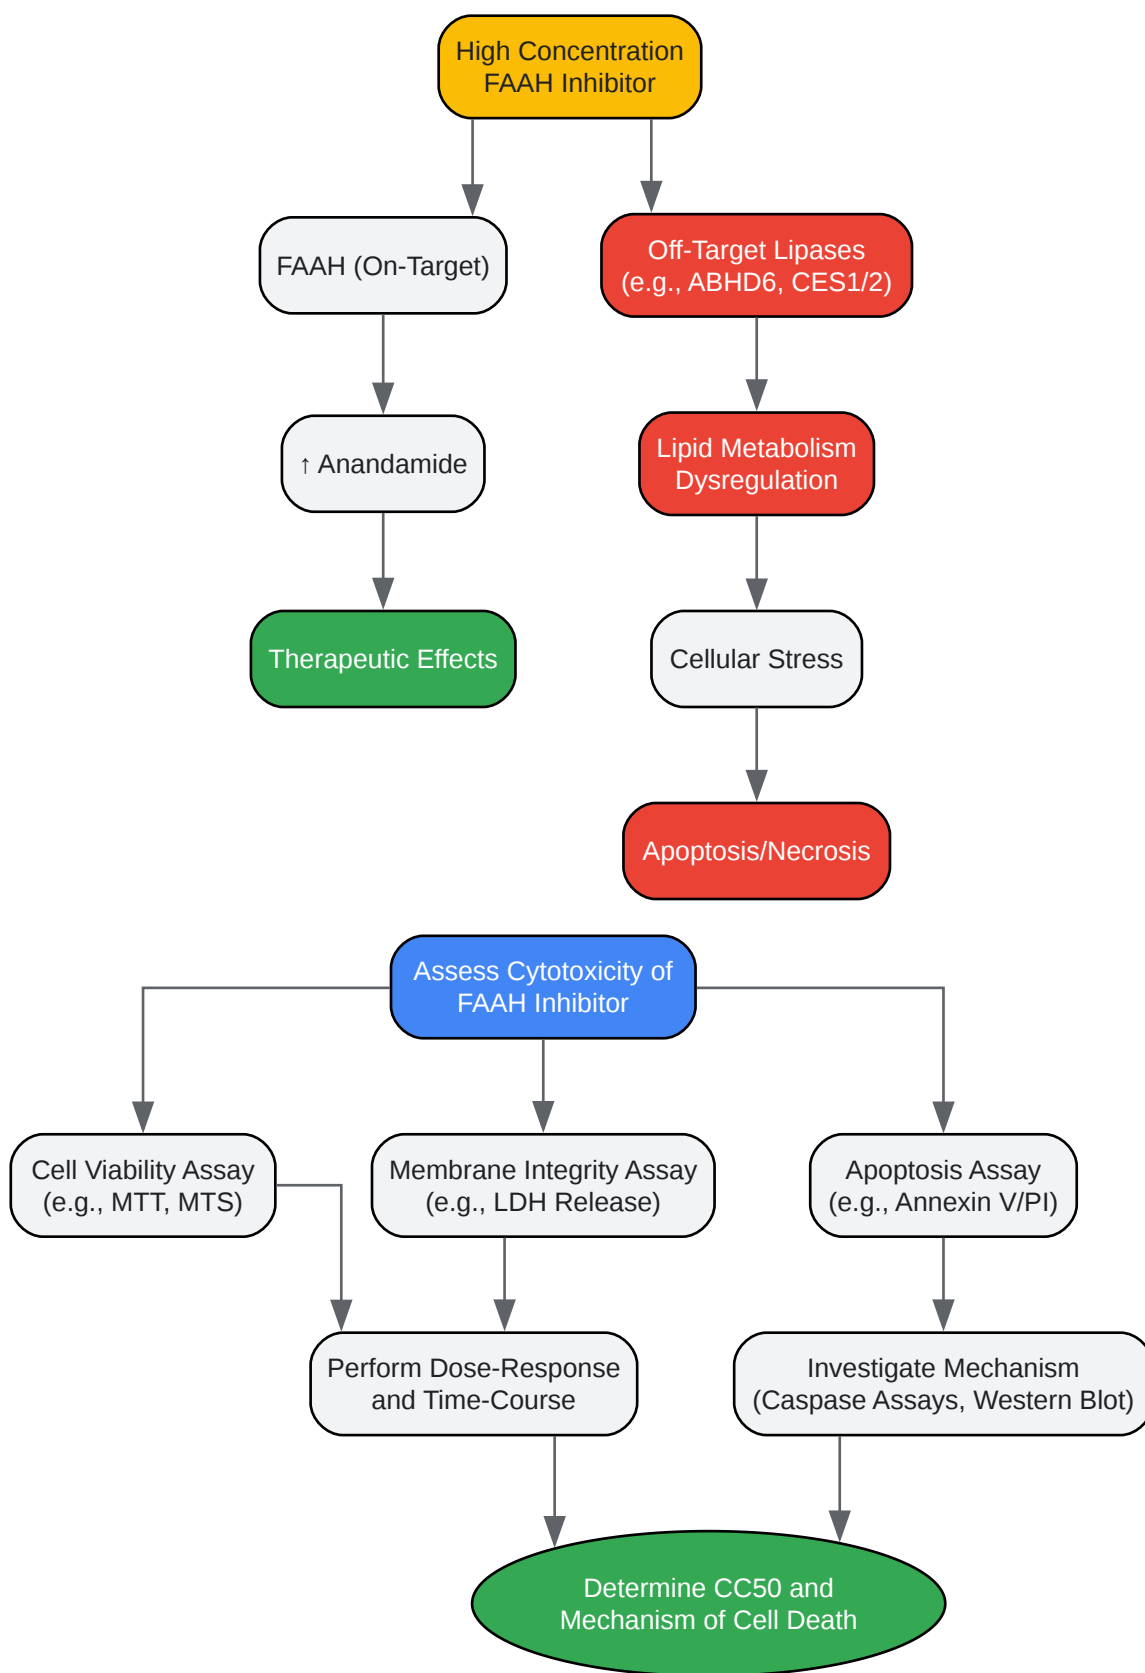 High Concentration
FAAH Inhibitor
FAAH (On-Target)
Off-Target Lipases
(e.g., ABHD6, CES1/2)
↑ Anandamide
Lipid Metabolism
Dysregulation
Therapeutic Effects
Cellular Stress
Apoptosis/Necrosis
Assess Cytotoxicity of
FAAH Inhibitor
Cell Viability Assay
(e.g., MTT, MTS)
Membrane Integrity Assay
(e.g., LDH Release)
Apoptosis Assay
(e.g., Annexin V/PI)
Perform Dose-Response
and Time-Course
Investigate Mechanism
(Caspase Assays, Western Blot)
Determine CC50 and
Mechanism of Cell Death